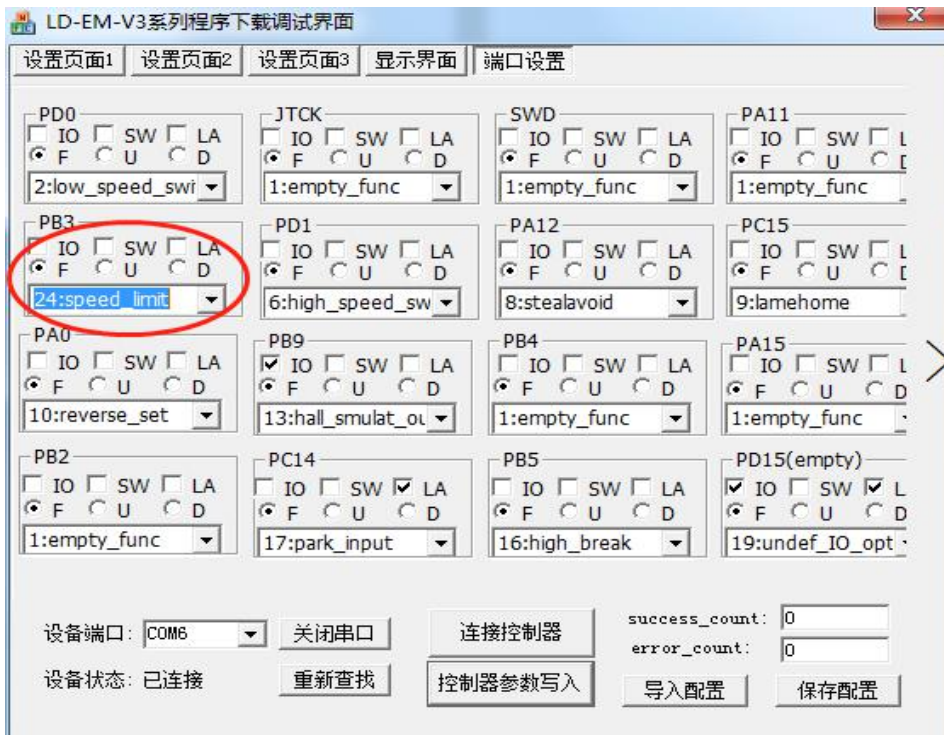 LD-EM-V3系列程序下载调试界面
设置页面1 设置页面2 设置页面3 显示界面 端口设置
PD0 JTCK SWD PA11
IO SW LA IO SW LA IO SW LA IO SW L
F U D F U D F U D F U D
2:low_speed_swi 1:empty_func 1:empty_func 1:empty_func
PB3 PD1 PA12 PC15
IO SW LA IO SW LA IO SW LA IO SW L
F U D F U D F U D F U D
24:speed_limit 6:high_speed_sw 8:stealavoid 9:lamehome
PA0 PB9 PB4 PA15
IO SW LA IO SW LA IO SW LA IO SW L
F U D F U D F U D F U D
10:reverse_set 13:hall_smulat_ou 1:empty_func 1:empty_func
PB2 PC14 PB5 PD15(empty)
IO SW LA IO SW LA IO SW LA IO SW L
F U D F U D F U D F U D
1:empty_func 17:park_input 16:high_break 19:undef_IO_opt
设备端口: COM6 关闭串口 连接控制器 success_count: 0
error_count: 0
设备状态: 已连接 重新查找 控制器参数写入 导入配置 保存配置